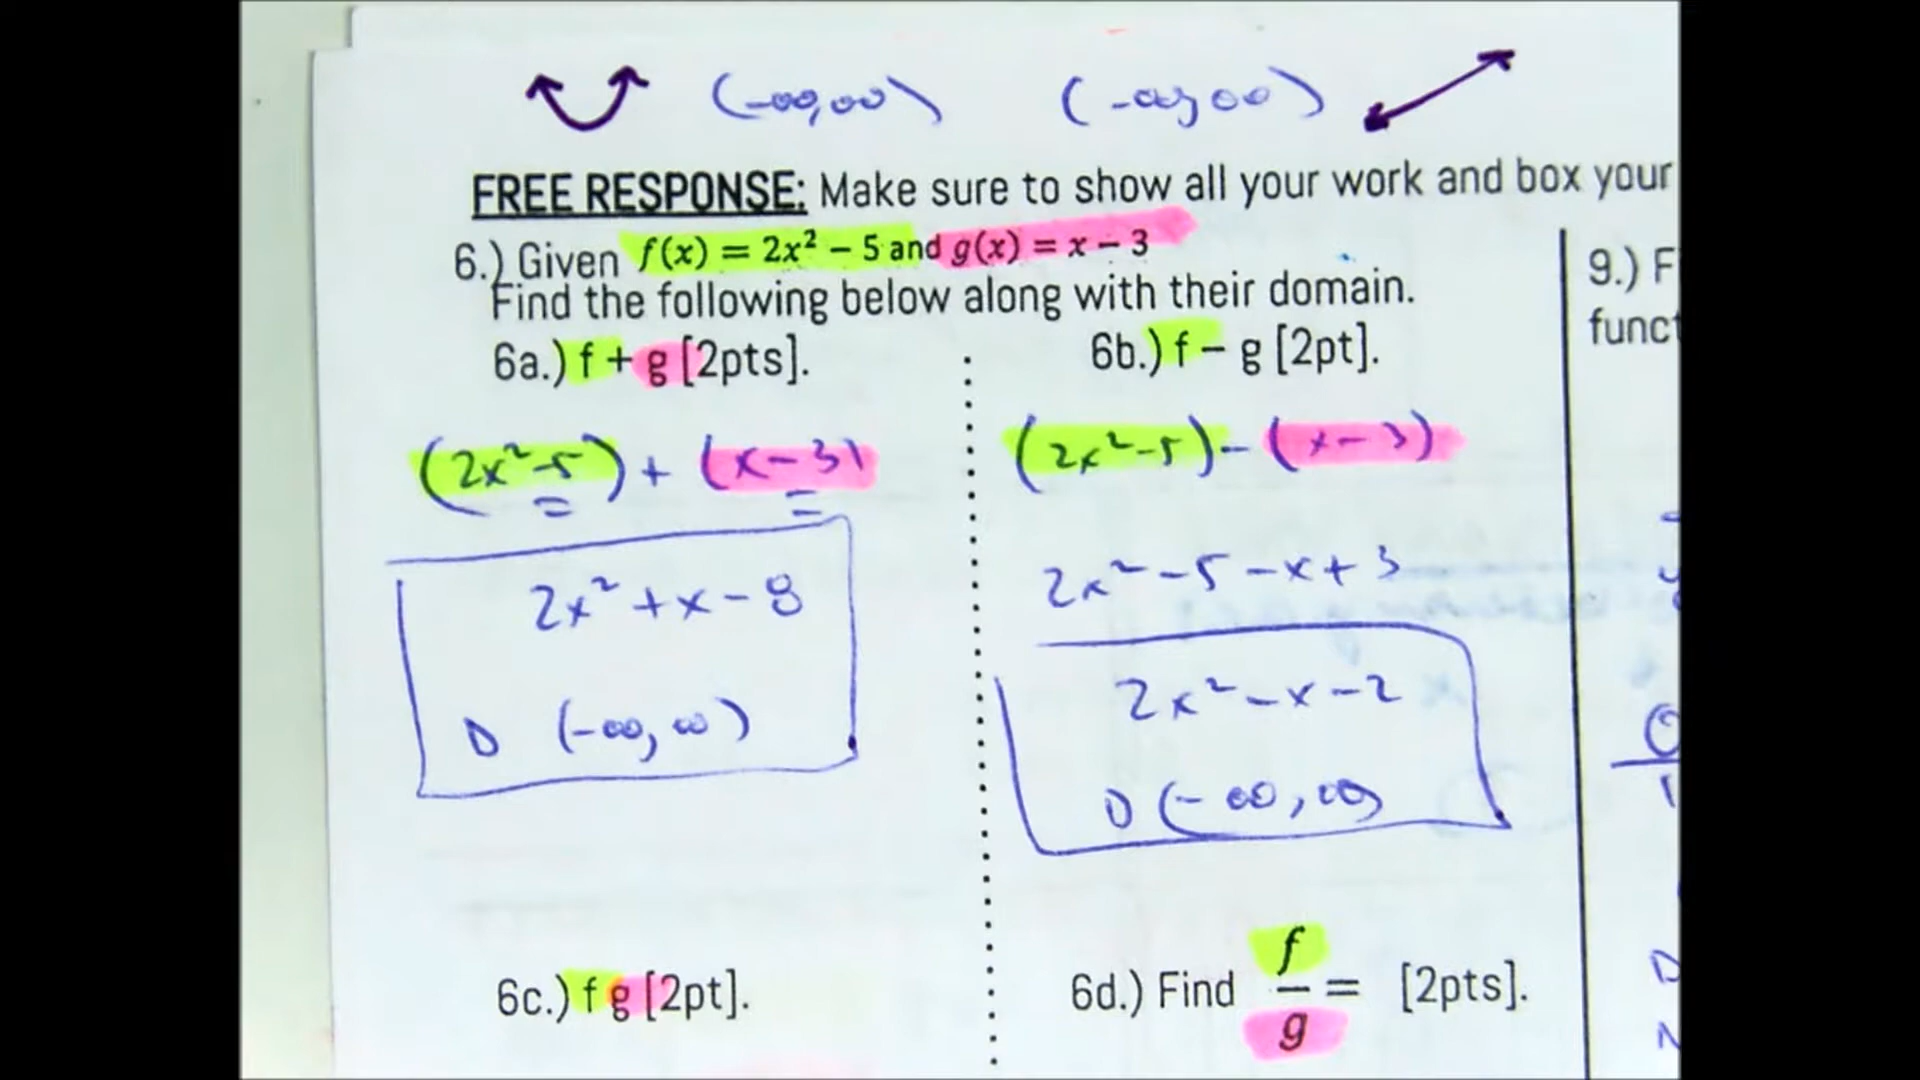 (-∞,∞) (-∞,∞)
FREE RESPONSE: Make sure to show all your work and box your
6.) Given f(x) = 2x² − 5 and g(x) = x − 3
Find the following below along with their domain.
6a.) f + g [2pts].
(2x²-5) + (x-3)
2x² + x - 8
D (-∞, ∞)
6b.) f − g [2pt].
(2x²-5) - (x-3)
2x² - 5 - x + 3
2x² - x - 2
D (-∞, ∞)
6c.) f g [2pt].
6d.) Find f/g = [2pts].
9.) F
funct